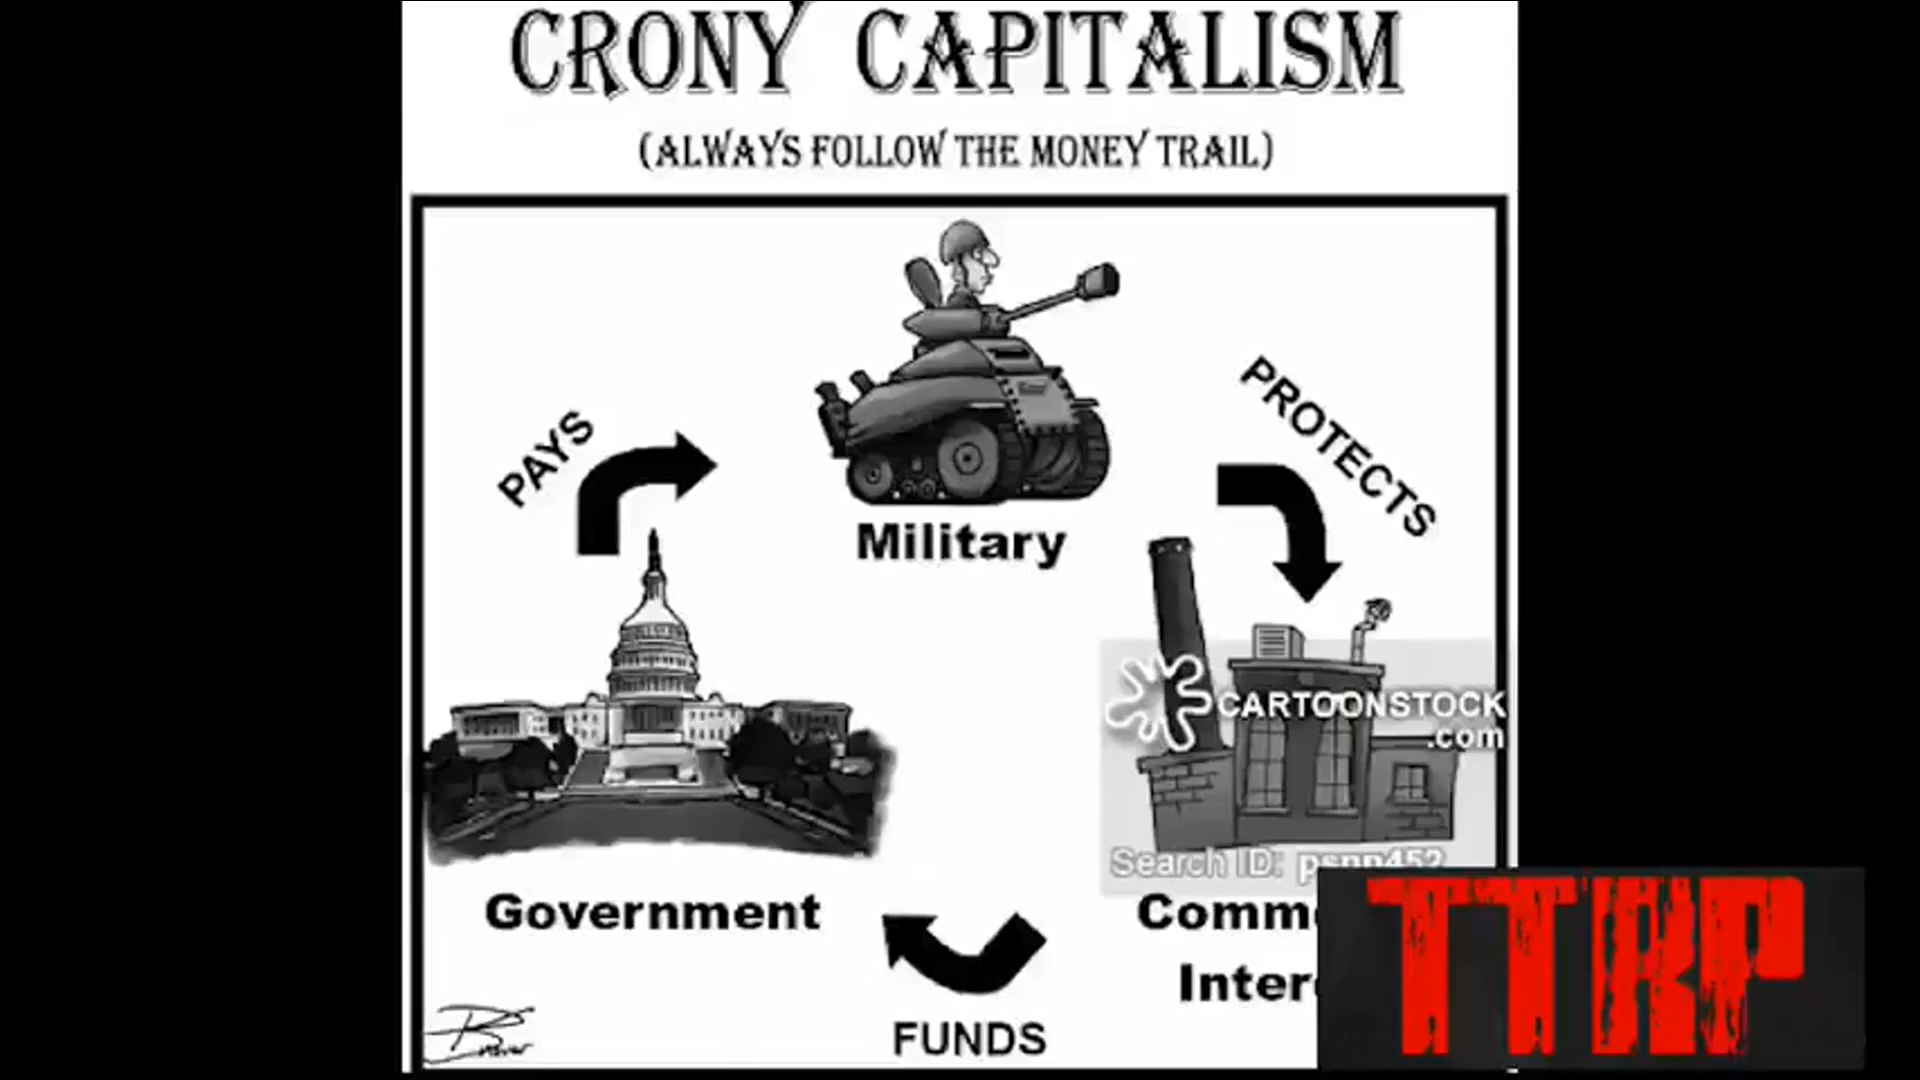 CRONY CAPITALISM
(ALWAYS FOLLOW THE MONEY TRAIL)
PAYS
PROTECTS
Military
CARTOONSTOCK
.com
Search ID:
Government
FUNDS
TTRP